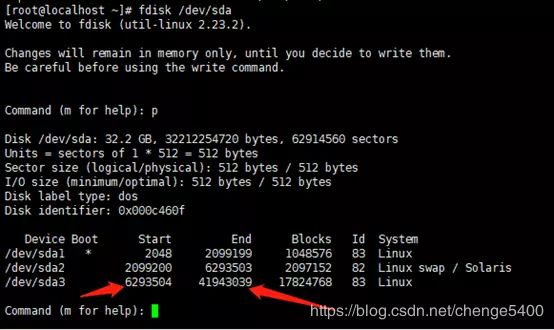 [root@localhost ~]# fdisk /dev/sda
Welcome to fdisk (util-linux 2.23.2).
Changes will remain in memory only, until you decide to write them.
Be careful before using the write command.
Command (m for help): p
Disk /dev/sda: 32.2 GB, 32212254720 bytes, 62914560 sectors
Units = sectors of 1 * 512 = 512 bytes
Sector size (logical/physical): 512 bytes / 512 bytes
I/O size (minimum/optimal): 512 bytes / 512 bytes
Disk label type: dos
Disk identifier: 0x000c460f
Device Boot Start End Blocks Id System
/dev/sda1 * 2048 2099199 1048576 83 Linux
/dev/sda2 2099200 6293503 2097152 82 Linux swap / Solaris
/dev/sda3 6293504 41943039 17824768 83 Linux
Command (m for help):
https://blog.csdn.net/chenge5400